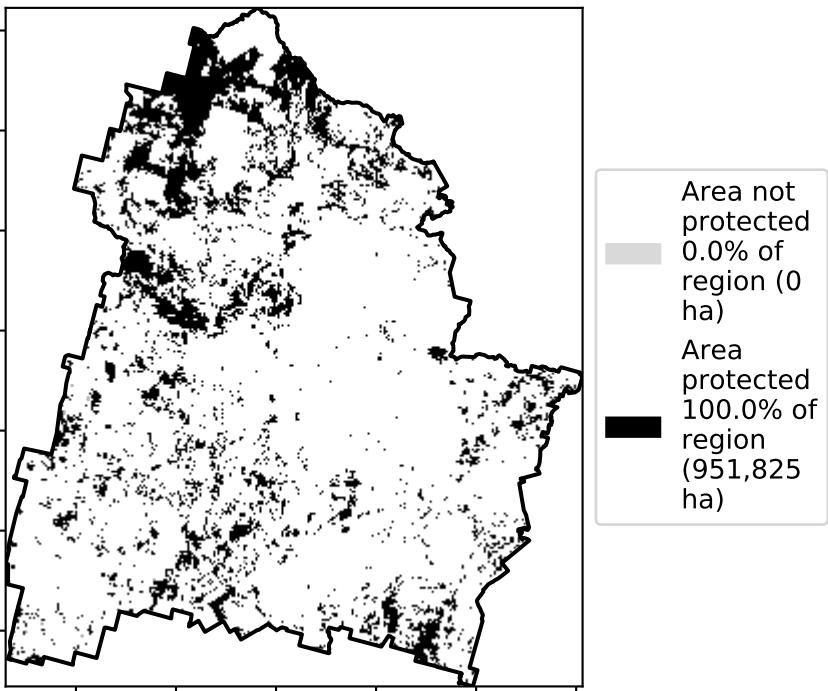 Area not
protected
0.0% of
region (0
ha)
Area
protected
100.0% of
region
(951,825
ha)